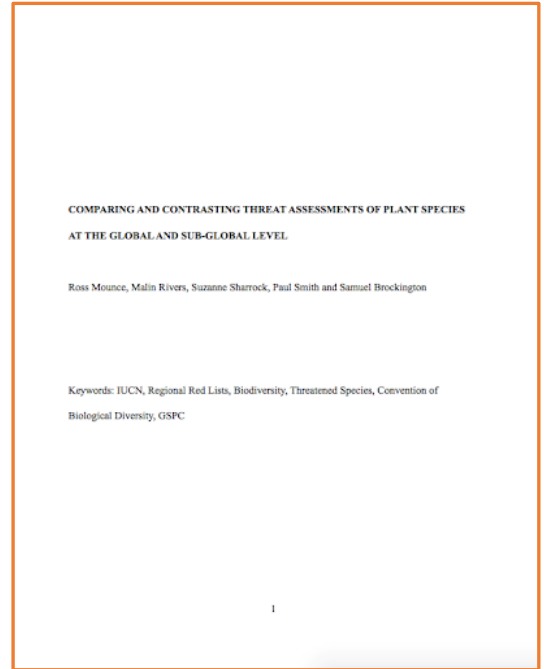 COMPARING AND CONTRASTING THREAT ASSESSMENTS OF PLANT SPECIES
AT THE GLOBAL AND SUB-GLOBAL LEVEL
Ross Mounce, Malin Rivers, Suzanne Sharrock, Paul Smith and Samuel Brockington
Keywords: IUCN, Regional Red Lists, Biodiversity, Threatened Species, Convention of
Biological Diversity, GSPC
1